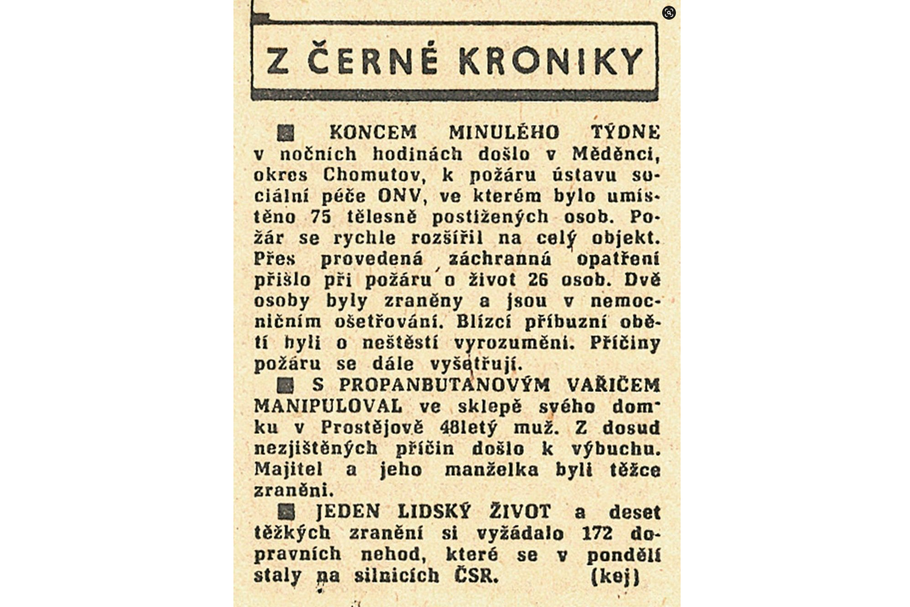 Z ČERNÉ KRONIKY
■ KONCEM MINULÉHO TÝDNE
v nočních hodinách došlo v Měděnci,
okres Chomutov, k požáru ústavu so-
ciální péče ONV, ve kterém bylo umís-
těno 75 tělesně postižených osob. Po-
žár se rychle rozšířil na celý objekt.
Přes provedená záchranná opatření
přišlo při požáru o život 26 osob. Dvě
osoby byly zraněny a jsou v nemoc-
ničním ošetřování. Blízcí příbuzní obě-
tí byli o neštěstí vyrozuměni. Příčiny
požáru se dále vyšetřují.
■ S PROPANBUTANOVÝM VAŘIČEM
MANIPULOVAL ve sklepě svého dom-
ku v Prostějově 48letý muž. Z dosud
nezjištěných příčin došlo k výbuchu.
Majitel a jeho manželka byli těžce
zraněni.
■ JEDEN LIDSKÝ ŽIVOT a deset
těžkých zranění si vyžádalo 172 do-
pravních nehod, které se v pondělí
staly na silnicích ČSR. (kej)